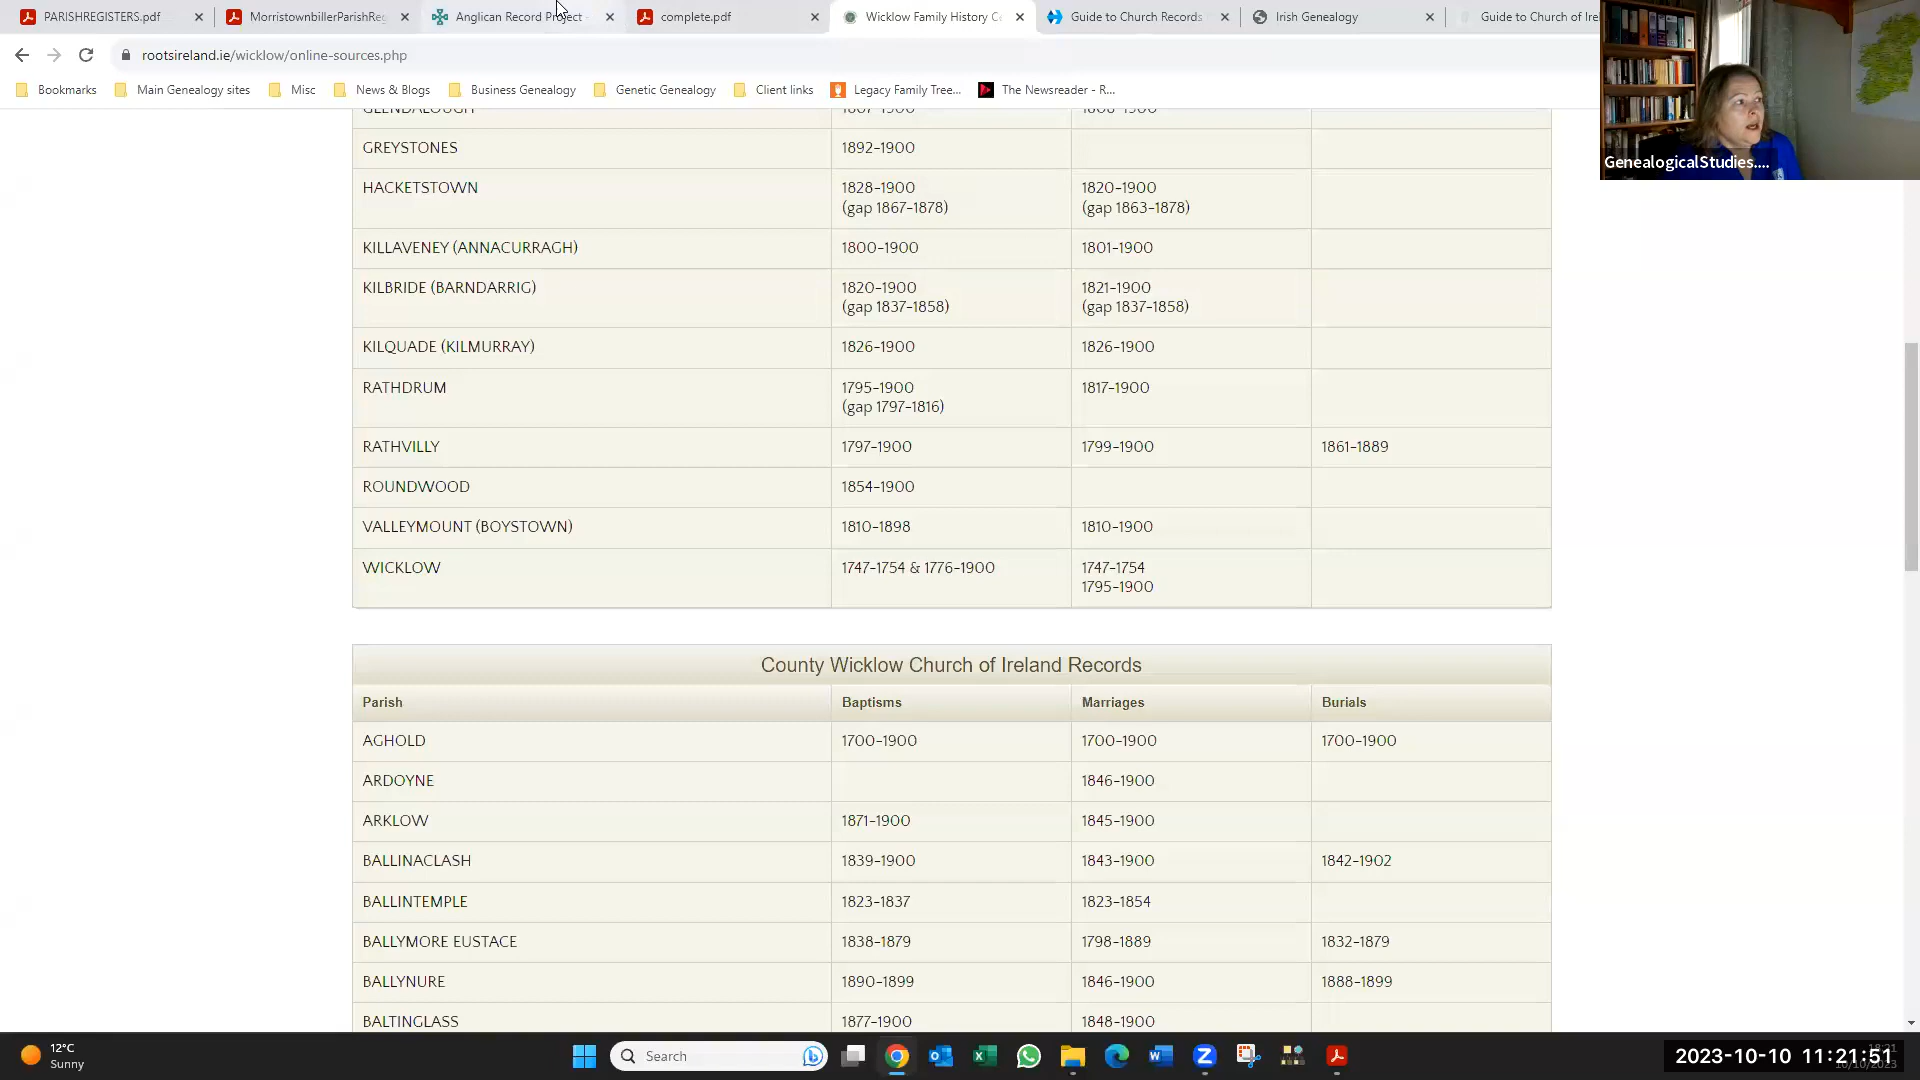 PARISHREGISTERS.pdf
MorristownbillerParishReg
Anglican Record Project -
complete.pdf
Wicklow Family History Ce
Guide to Church Records
Irish Genealogy
Guide to Church of Irel
rootsireland.ie/wicklow/online-sources.php
Bookmarks
Main Genealogy sites
Misc
News & Blogs
Business Genealogy
Genetic Genealogy
Client links
Legacy Family Tree...
The Newsreader - R...
GenealogicalStudies....
GLENDALOUGH 1807-1900 1808-1900
GREYSTONES 1892-1900
HACKETSTOWN 1828-1900 1820-1900
(gap 1867-1878) (gap 1863-1878)
KILLAVENEY (ANNACURRAGH) 1800-1900 1801-1900
KILBRIDE (BARNDARRIG) 1820-1900 1821-1900
(gap 1837-1858) (gap 1837-1858)
KILQUADE (KILMURRAY) 1826-1900 1826-1900
RATHDRUM 1795-1900 1817-1900
(gap 1797-1816)
RATHVILLY 1797-1900 1799-1900 1861-1889
ROUNDWOOD 1854-1900
VALLEYMOUNT (BOYSTOWN) 1810-1898 1810-1900
WICKLOW 1747-1754 & 1776-1900 1747-1754
1795-1900
County Wicklow Church of Ireland Records
Parish Baptisms Marriages Burials
AGHOLD 1700-1900 1700-1900 1700-1900
ARDOYNE 1846-1900
ARKLOW 1871-1900 1845-1900
BALLINACLASH 1839-1900 1843-1900 1842-1902
BALLINTEMPLE 1823-1837 1823-1854
BALLYMORE EUSTACE 1838-1879 1798-1889 1832-1879
BALLYNURE 1890-1899 1846-1900 1888-1899
BALTINGLASS 1877-1900 1848-1900
12°C
Sunny
Search
2023-10-10 11:21:51